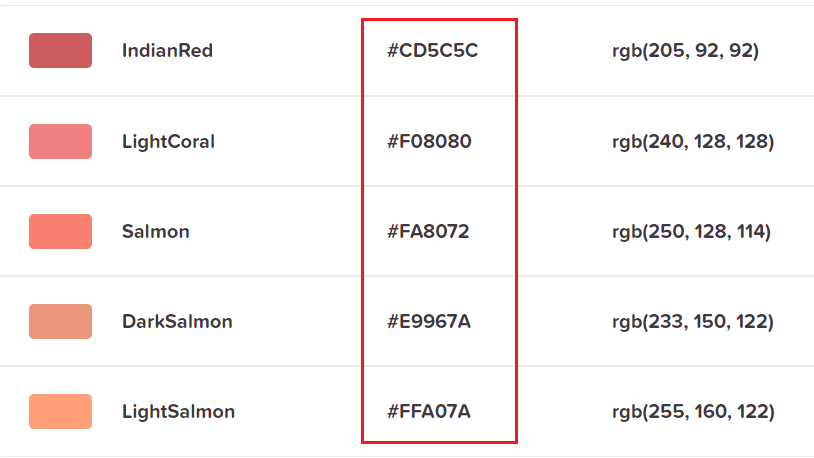 IndianRed #CD5C5C rgb(205, 92, 92)
LightCoral #F08080 rgb(240, 128, 128)
Salmon #FA8072 rgb(250, 128, 114)
DarkSalmon #E9967A rgb(233, 150, 122)
LightSalmon #FFA07A rgb(255, 160, 122)